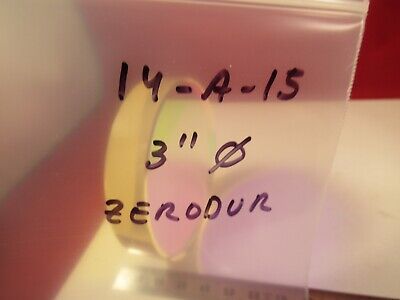 14-A-15
3" Ø
ZERODUR